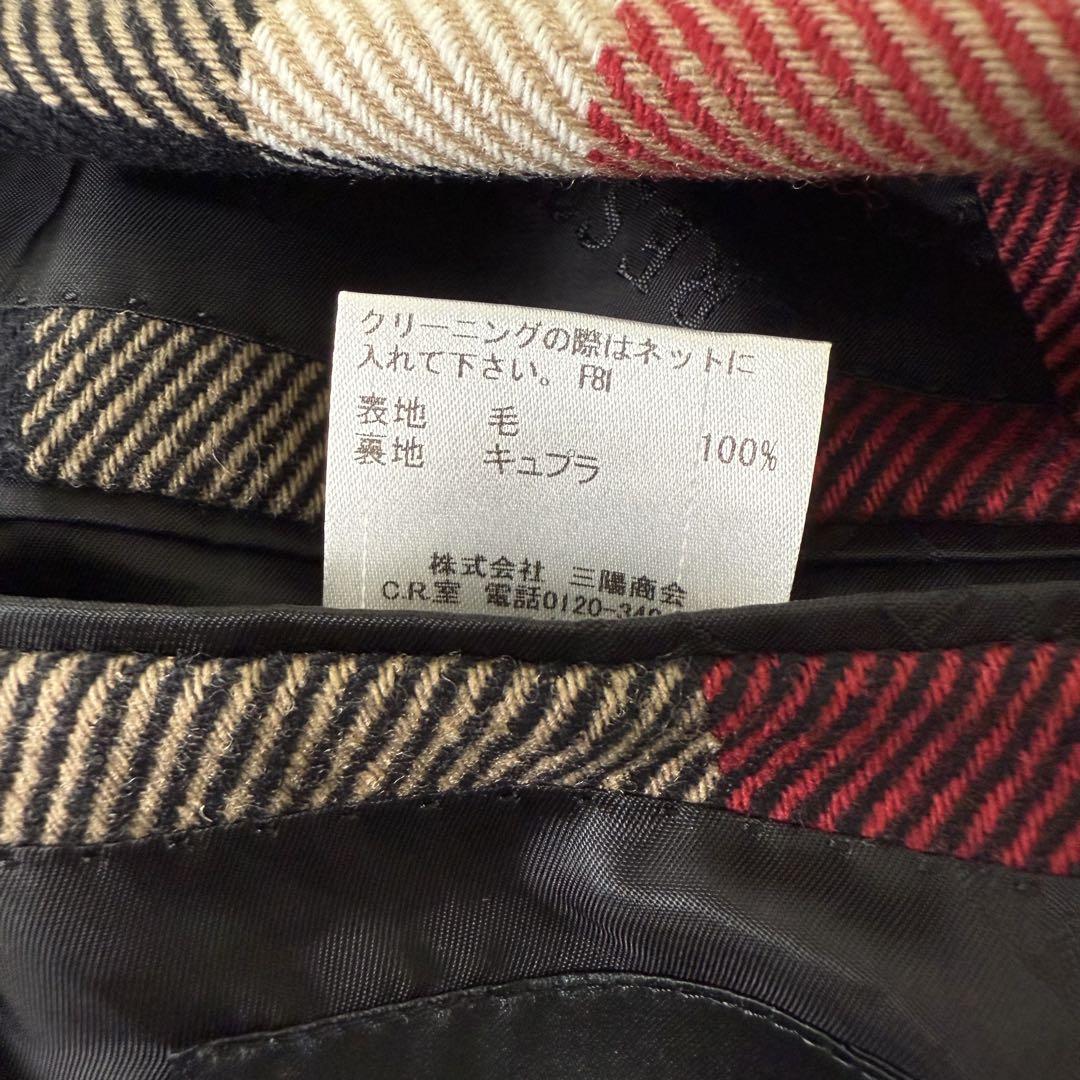 クリーニングの際はネットに
入れて下さい。 F81
表地 毛 100%
裏地 キュプラ
株式会社 三陽商会
C.R.室 電話0120-340